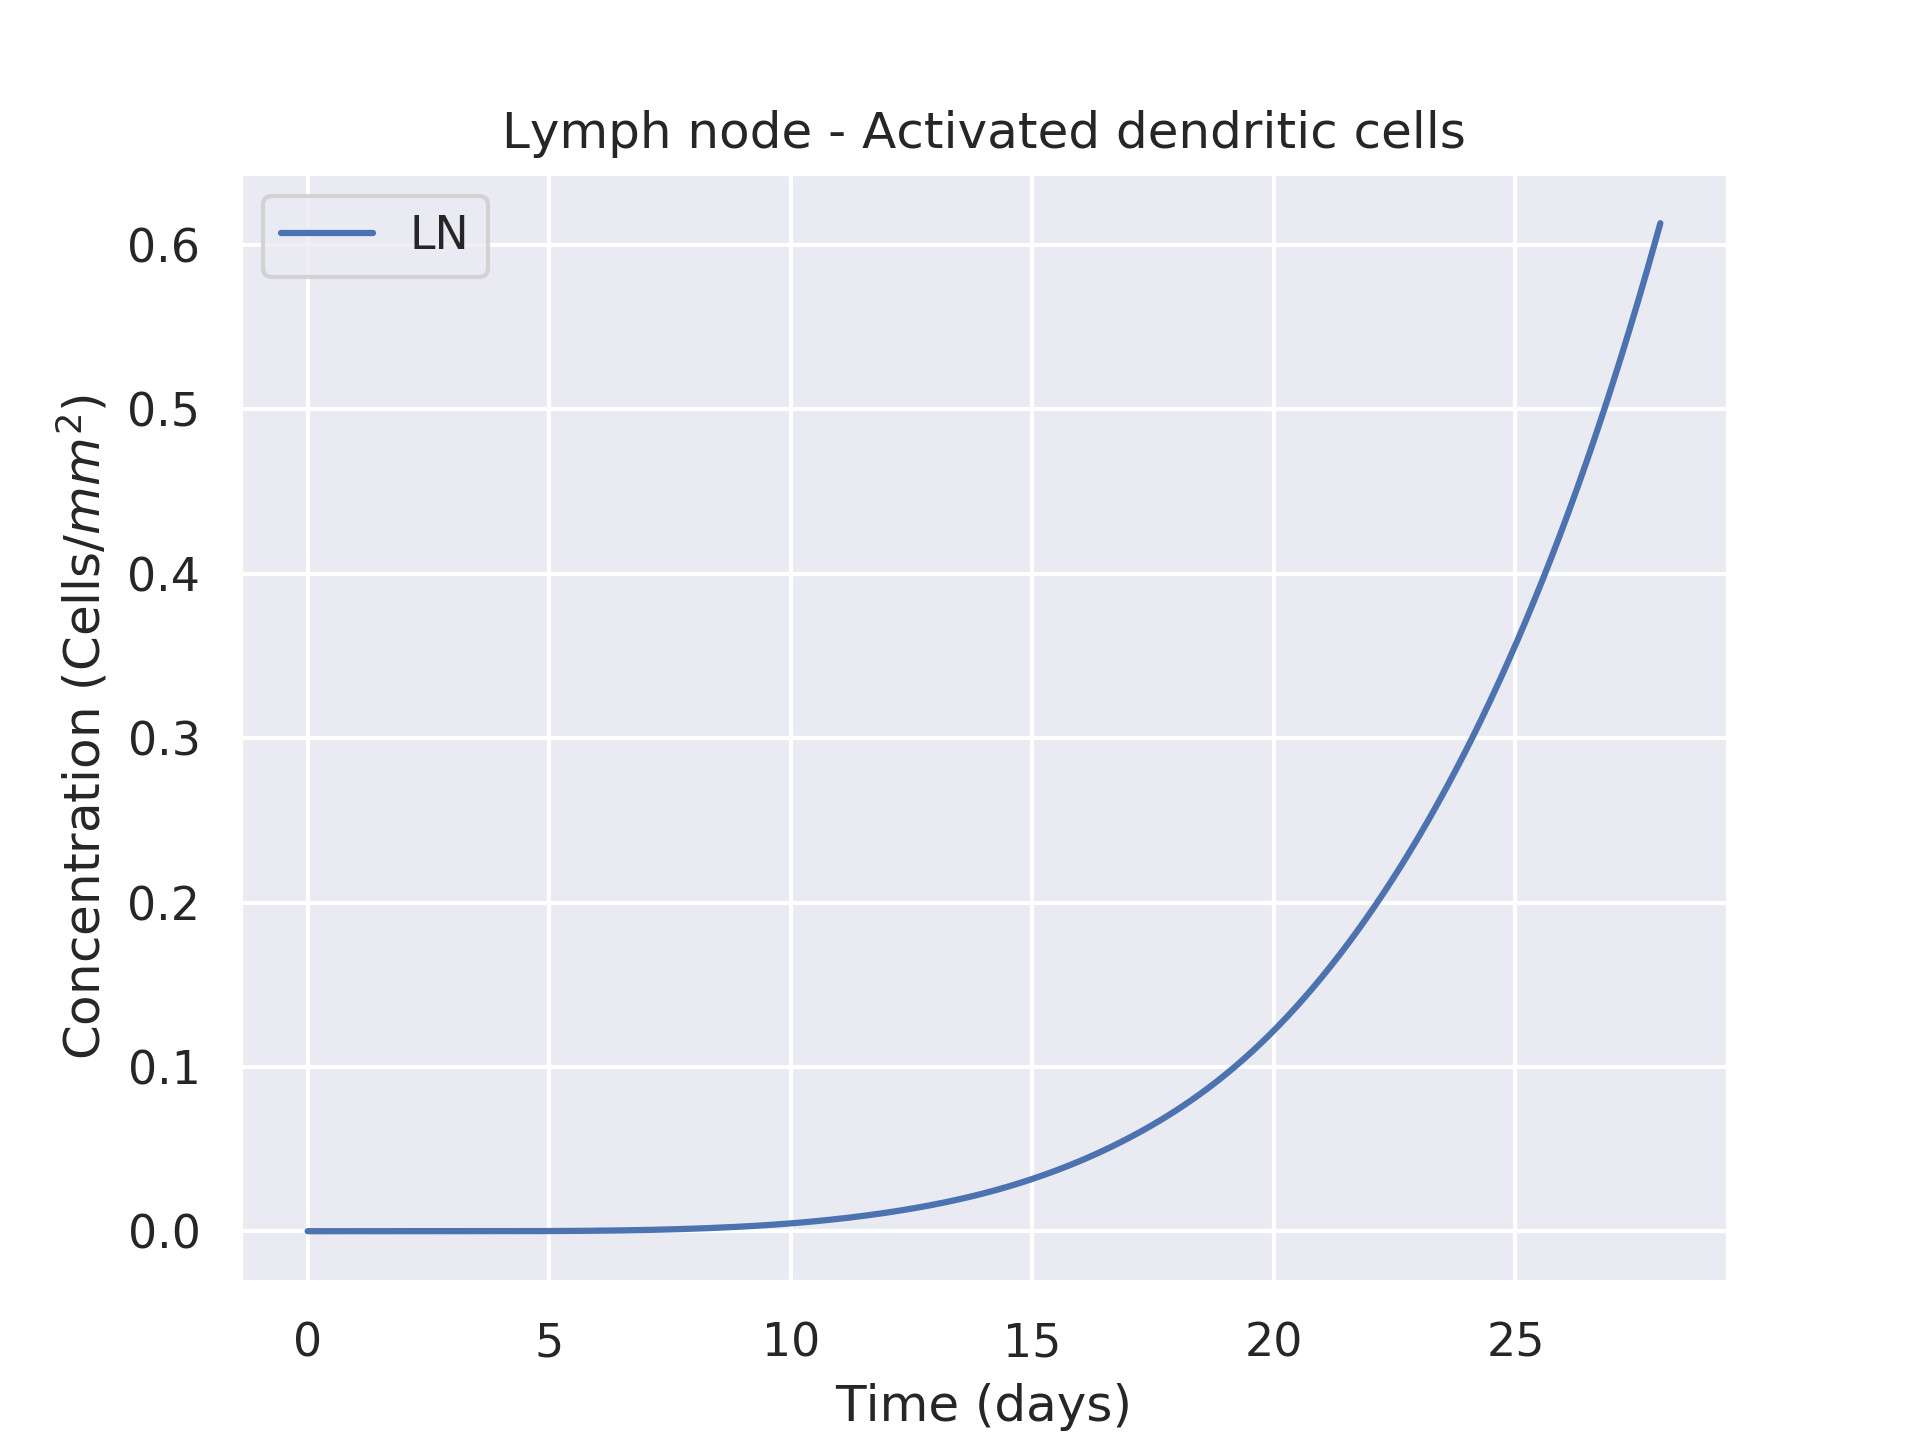 Lymph node - Activated dendritic cells
LN
Concentration (Cells/mm²)
0.6
0.5
0.4
0.3
0.2
0.1
0.0
0 5 10 15 20 25
Time (days)